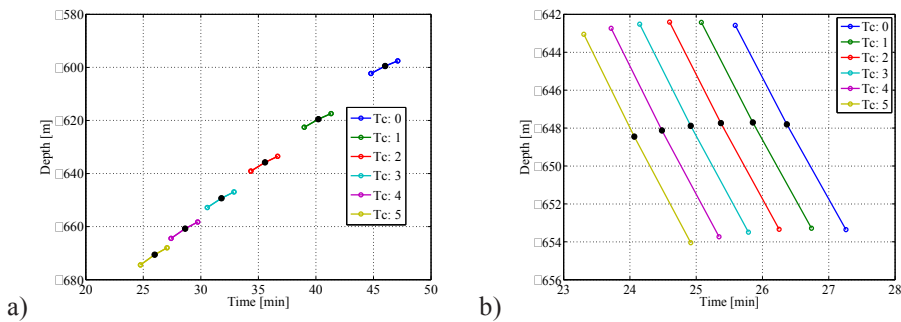 □580
□600
□620
□640
□660
□680
20 25 30 35 40 45 50
Depth [m]
Time [min]
Tc: 0
Tc: 1
Tc: 2
Tc: 3
Tc: 4
Tc: 5
a)
□642
□644
□646
□648
□650
□652
□654
□656
23 24 25 26 27 28
Depth [m]
Time [min]
Tc: 0
Tc: 1
Tc: 2
Tc: 3
Tc: 4
Tc: 5
b)